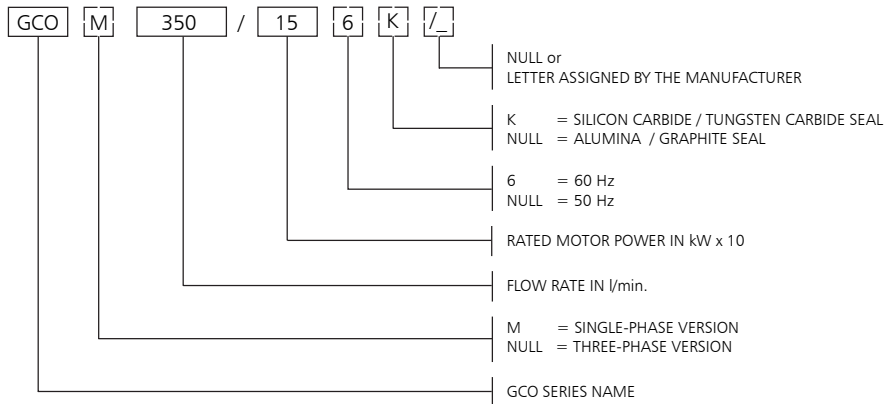 GCO M 350 / 15 6 K /_
NULL or
LETTER ASSIGNED BY THE MANUFACTURER
K = SILICON CARBIDE / TUNGSTEN CARBIDE SEAL
NULL = ALUMINA / GRAPHITE SEAL
6 = 60 Hz
NULL = 50 Hz
RATED MOTOR POWER IN kW x 10
FLOW RATE IN l/min.
M = SINGLE-PHASE VERSION
NULL = THREE-PHASE VERSION
GCO SERIES NAME